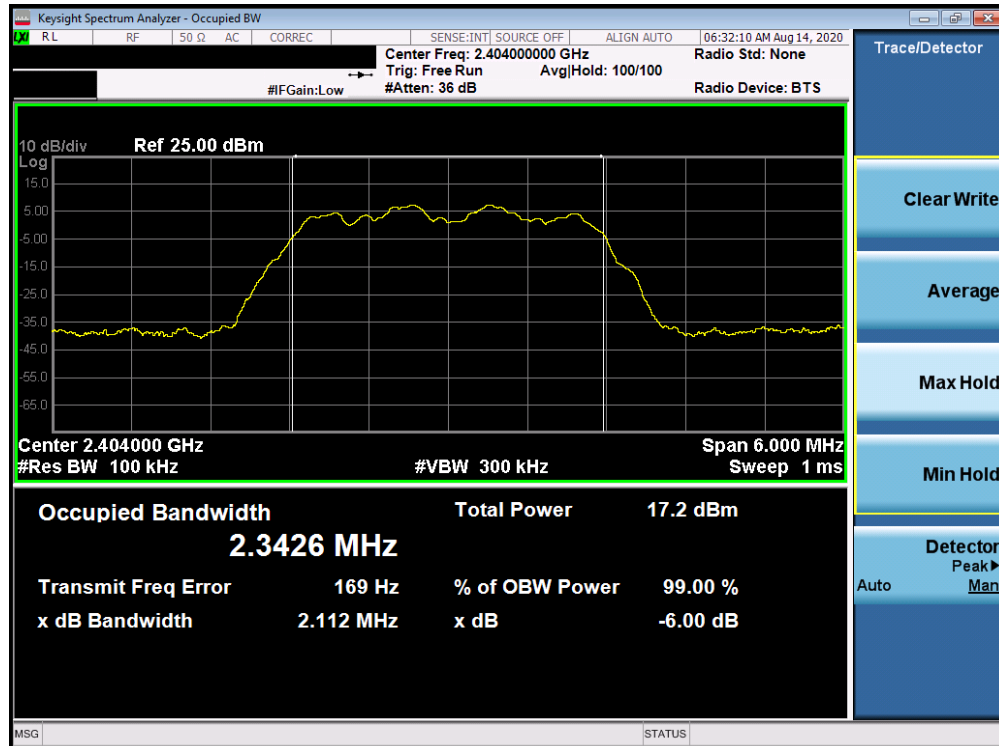 Keysight Spectrum Analyzer - Occupied BW
LXI RL RF 50 Ω AC CORREC SENSE:INT SOURCE OFF ALIGN AUTO 06:32:10 AM Aug 14, 2020
Center Freq: 2.404000000 GHz Radio Std: None
Trig: Free Run Avg|Hold: 100/100
#IFGain:Low #Atten: 36 dB Radio Device: BTS
10 dB/div Ref 25.00 dBm
Log
15.0
5.00
-5.00
-15.0
-25.0
-35.0
-45.0
-55.0
-65.0
Center 2.404000 GHz Span 6.000 MHz
#Res BW 100 kHz #VBW 300 kHz Sweep 1 ms
Occupied Bandwidth Total Power 17.2 dBm
2.3426 MHz
Transmit Freq Error 169 Hz % of OBW Power 99.00 %
x dB Bandwidth 2.112 MHz x dB -6.00 dB
MSG STATUS
Trace/Detector
Clear Write
Average
Max Hold
Min Hold
Detector
Peak▶
Auto Man